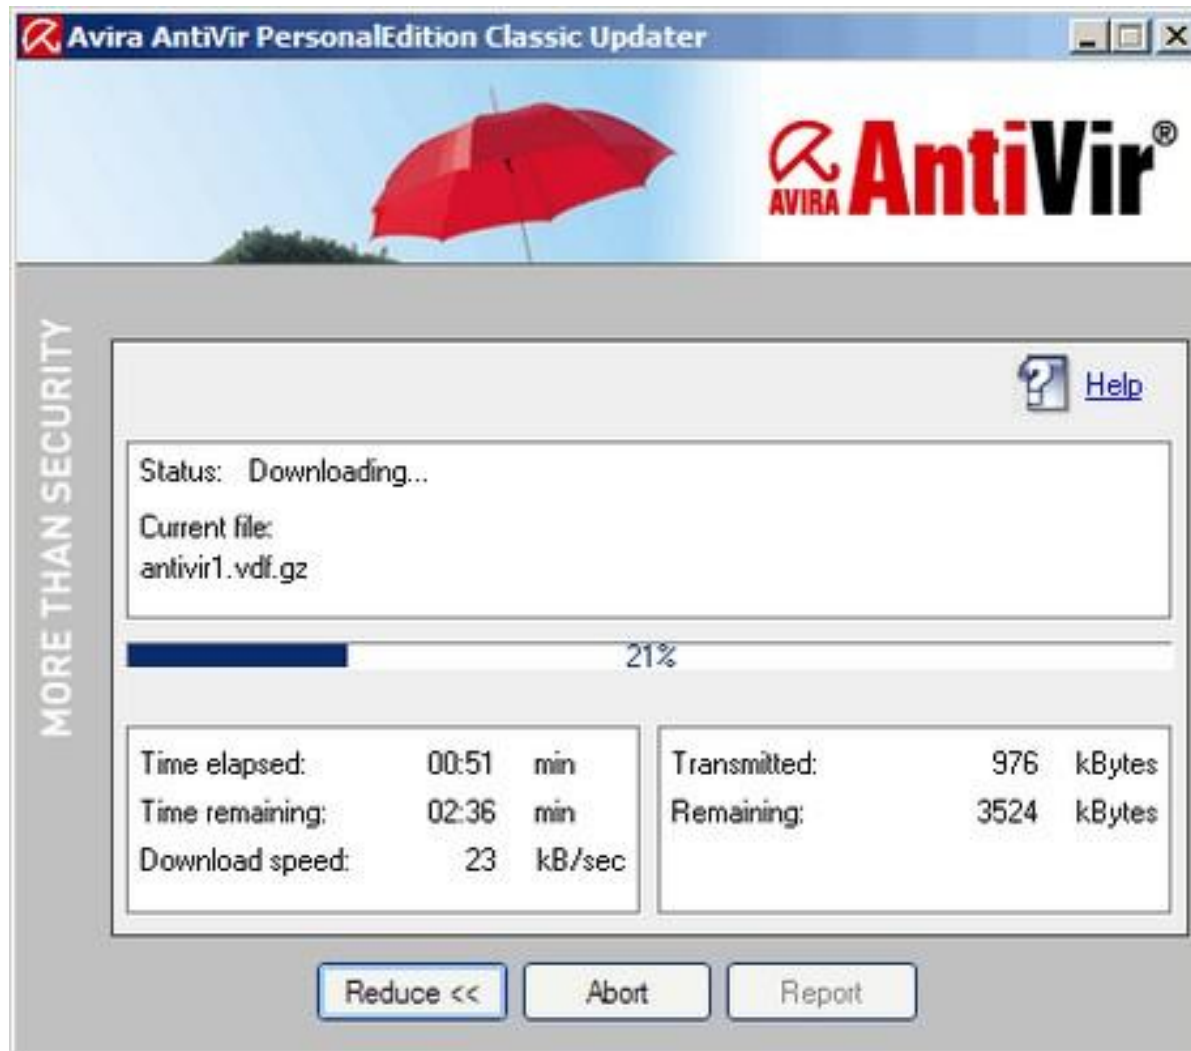 Avira AntiVir PersonalEdition Classic Updater
AVIRA AntiVir®
MORE THAN SECURITY
Help
Status: Downloading...
Current file:
antivir1.vdf.gz
21%
Time elapsed: 00:51 min
Time remaining: 02:36 min
Download speed: 23 kB/sec
Transmitted: 976 kBytes
Remaining: 3524 kBytes
Reduce << Abort Report